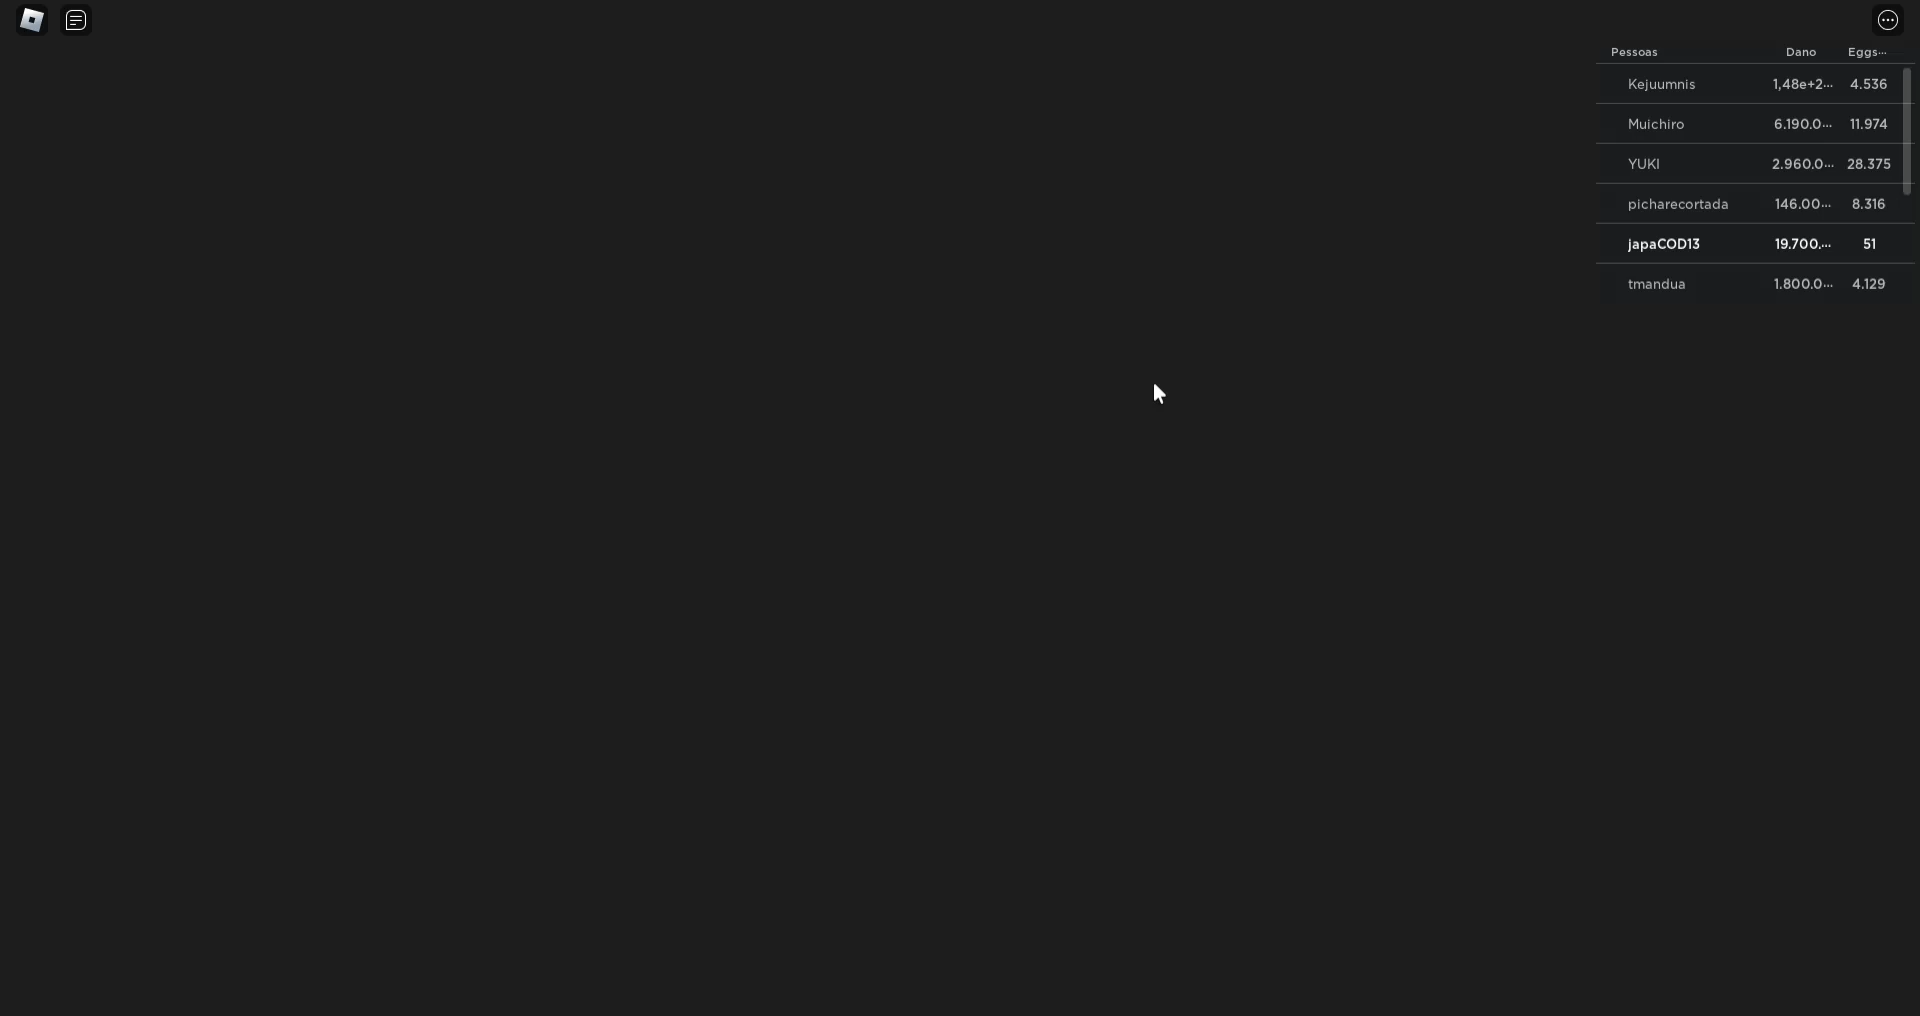 Pessoas Dano Eggs...
Kejuumnis 1,48e+2... 4.536
Muichiro 6.190.0... 11.974
YUKI 2.960.0... 28.375
picharecortada 146.00... 8.316
japaCOD13 19.700.... 51
tmandua 1.800.0... 4.129